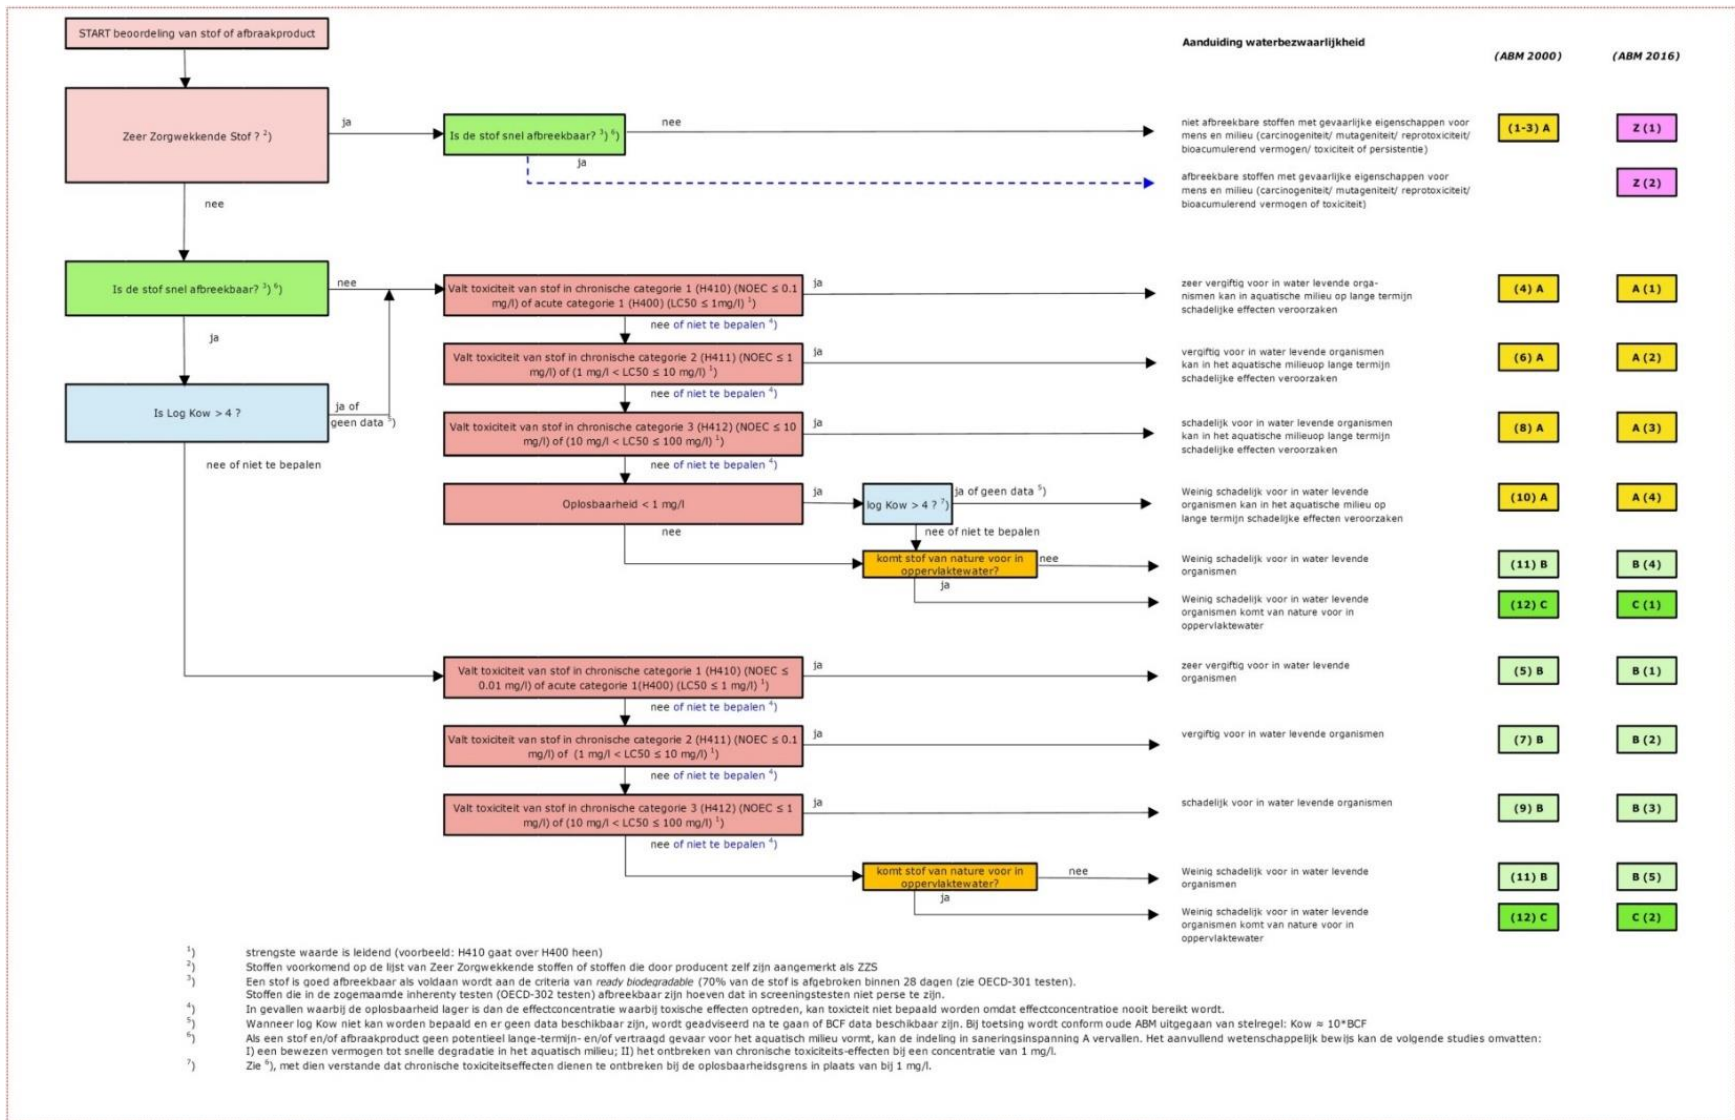 START beoordeling van stof of afbraakproduct
Aanduiding waterbezwaarlijkheid
(ABM 2000)
(ABM 2016)
Zeer Zorgwekkende Stof ? 2)
ja
Is de stof snel afbreekbaar? 3) 6)
nee
niet afbreekbare stoffen met gevaarlijke eigenschappen voor
mens en milieu (carcinogeniteit/ mutageniteit/ reprotoxiciteit/
bioacumulerend vermogen/ toxiciteit of persistentie)
(1-3) A
Z (1)
ja
afbreekbare stoffen met gevaarlijke eigenschappen voor
mens en milieu (carcinogeniteit/ mutageniteit/ reprotoxiciteit/
bioacumulerend vermogen of toxiciteit)
Z (2)
nee
Is de stof snel afbreekbaar? 3) 6)
nee
Valt toxiciteit van stof in chronische categorie 1 (H410) (NOEC ≤ 0.1
mg/l) of acute categorie 1 (H400) (LC50 ≤ 1mg/l) 1)
ja
zeer vergiftig voor in water levende orga-
nismen kan in aquatische milieu op lange termijn
schadelijke effecten veroorzaken
(4) A
A (1)
nee of niet te bepalen 4)
ja
Valt toxiciteit van stof in chronische categorie 2 (H411) (NOEC ≤ 1
mg/l) of (1 mg/l < LC50 ≤ 10 mg/l) 1)
ja
vergiftig voor in water levende organismen
kan in het aquatische milieuop lange termijn
schadelijke effecten veroorzaken
(6) A
A (2)
nee of niet te bepalen 4)
Is Log Kow > 4 ?
ja of
geen data 5)
Valt toxiciteit van stof in chronische categorie 3 (H412) (NOEC ≤ 10
mg/l) of (10 mg/l < LC50 ≤ 100 mg/l) 1)
ja
schadelijk voor in water levende organismen
kan in het aquatische milieuop lange termijn
schadelijke effecten veroorzaken
(8) A
A (3)
nee of niet te bepalen
nee of niet te bepalen 4)
Oplosbaarheid < 1 mg/l
ja
log Kow > 4 ? 7)
ja of geen data 5)
Weinig schadelijk voor in water levende
organismen kan in het aquatische milieu op
lange termijn schadelijke effecten veroorzaken
(10) A
A (4)
nee
nee of niet te bepalen
komt stof van nature voor in
oppervlaktewater?
nee
Weinig schadelijk voor in water levende
organismen
(11) B
B (4)
ja
Weinig schadelijk voor in water levende
organismen komt van nature voor in
oppervlaktewater
(12) C
C (1)
Valt toxiciteit van stof in chronische categorie 1 (H410) (NOEC ≤
0.01 mg/l) of acute categorie 1(H400) (LC50 ≤ 1 mg/l) 1)
ja
zeer vergiftig voor in water levende
organismen
(5) B
B (1)
nee of niet te bepalen 4)
Valt toxiciteit van stof in chronische categorie 2 (H411) (NOEC ≤ 0.1
mg/l) of (1 mg/l < LC50 ≤ 10 mg/l) 1)
ja
vergiftig voor in water levende organismen
(7) B
B (2)
nee of niet te bepalen 4)
Valt toxiciteit van stof in chronische categorie 3 (H412) (NOEC ≤ 1
mg/l) of (10 mg/l < LC50 ≤ 100 mg/l) 1)
ja
schadelijk voor in water levende organismen
(9) B
B (3)
nee of niet te bepalen 4)
komt stof van nature voor in
oppervlaktewater?
nee
Weinig schadelijk voor in water levende
organismen
(11) B
B (5)
ja
Weinig schadelijk voor in water levende
organismen komt van nature voor in
oppervlaktewater
(12) C
C (2)
1) strengste waarde is leidend (voorbeeld: H410 gaat over H400 heen)
2) Stoffen voorkomend op de lijst van Zeer Zorgwekkende stoffen of stoffen die door producent zelf zijn aangemerkt als ZZS
3) Een stof is goed afbreekbaar als voldaan wordt aan de criteria van ready biodegradable (70% van de stof is afgebroken binnen 28 dagen (zie OECD-301 testen).
Stoffen die in de zogemaamde inherenty testen (OECD-302 testen) afbreekbaar zijn hoeven dat in screeningstesten niet perse te zijn.
4) In gevallen waarbij de oplosbaarheid lager is dan de effectconcentratie waarbij toxische effecten optreden, kan toxicteit niet bepaald worden omdat effectconcentratioe nooit bereikt wordt.
5) Wanneer log Kow niet kan worden bepaald en er geen data beschikbaar zijn, wordt geadviseerd na te gaan of BCF data beschikbaar zijn. Bij toetsing wordt conform oude ABM uitgegaan van stelregel: Kow ≈ 10*BCF
6) Als een stof en/of afbraakproduct geen potentieel lange-termijn- en/of vertraagd gevaar voor het aquatisch milieu vormt, kan de indeling in saneringsinspanning A vervallen. Het aanvullend wetenschappelijk bewijs kan de volgende studies omvatten:
I) een bewezen vermogen tot snelle degradatie in het aquatisch milieu; II) het ontbreken van chronische toxiciteits-effecten bij een concentratie van 1 mg/l.
7) Zie 6), met dien verstande dat chronische toxiciteitseffecten dienen te ontbreken bij de oplosbaarheidsgrens in plaats van bij 1 mg/l.